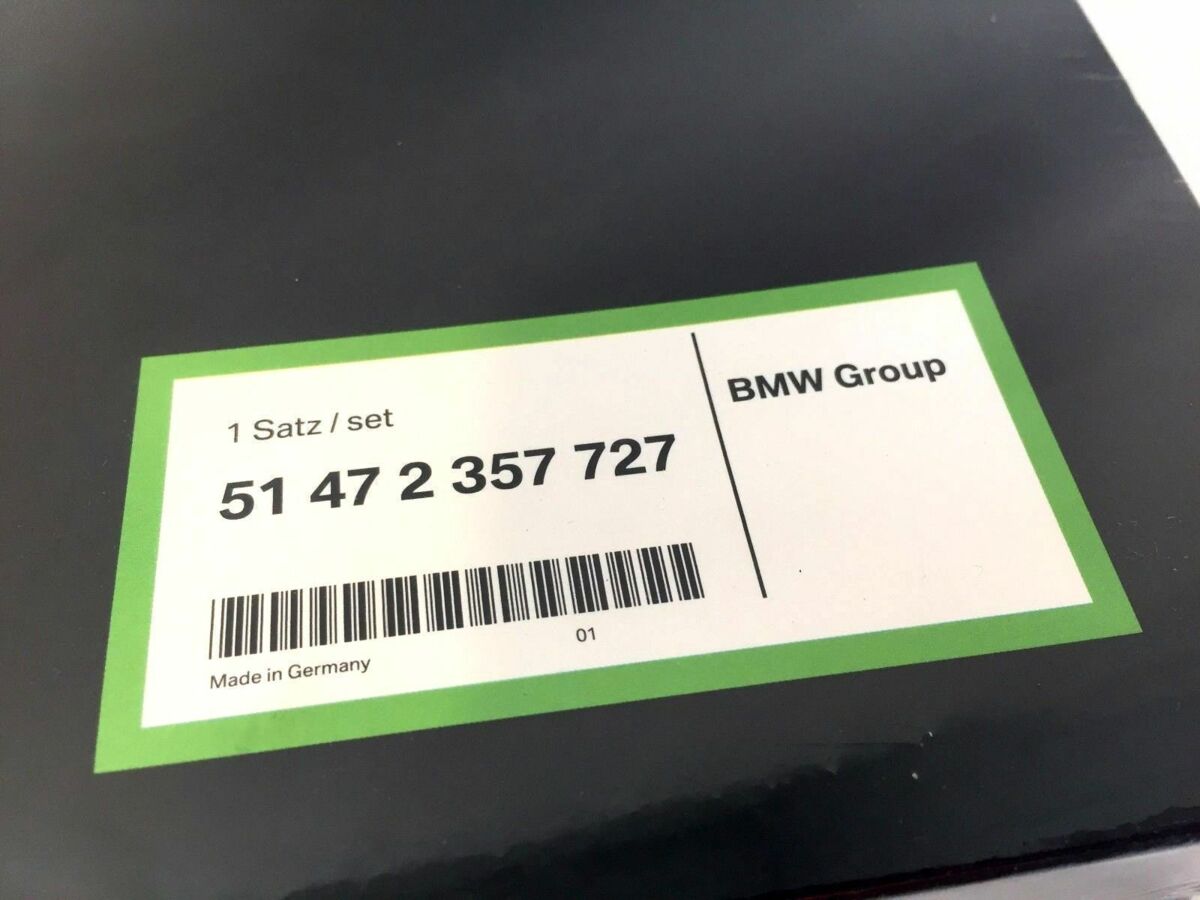 1 Satz / set
51 47 2 357 727
01
Made in Germany
BMW Group